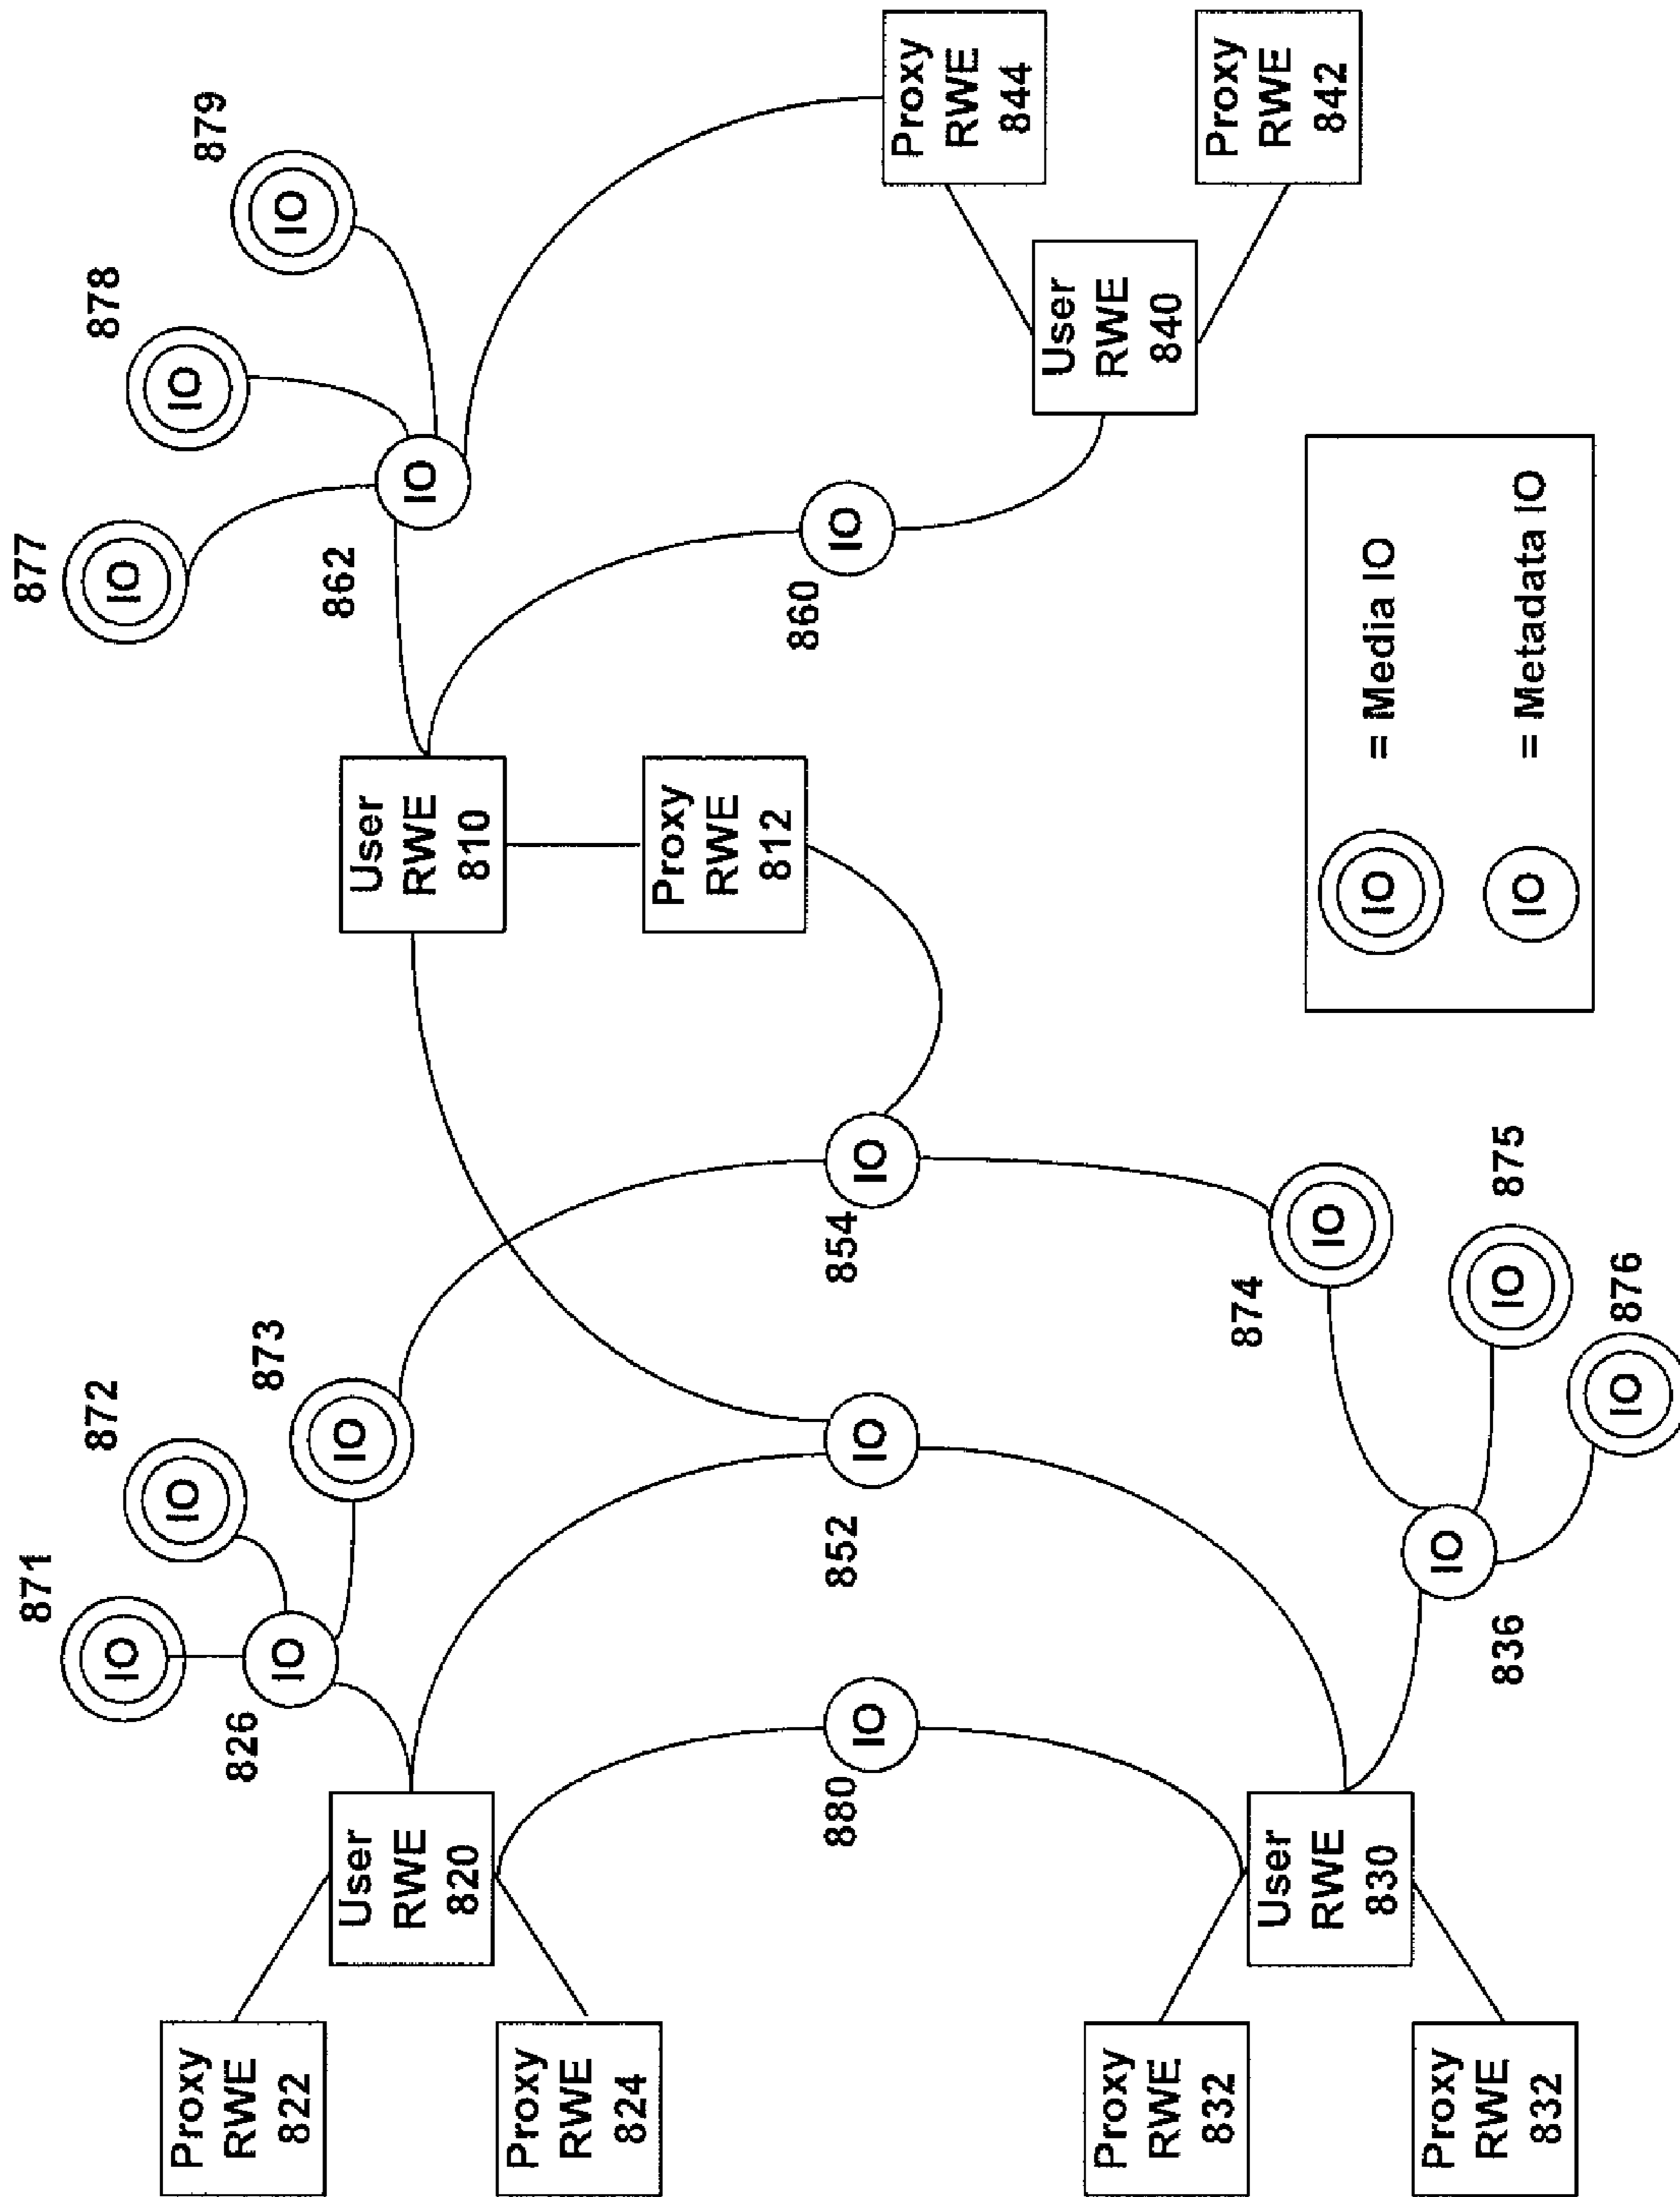 871
IO
872
IO
877
IO
878
IO
879
IO
Proxy
RWE
822
826
IO
873
IO
862
IO
User
RWE
820
User
RWE
810
Proxy
RWE
824
Proxy
RWE
812
880
IO
852
IO
854
IO
860
IO
Proxy
RWE
844
User
RWE
840
Proxy
RWE
842
Proxy
RWE
832
User
RWE
830
874
IO
836
IO
875
IO
876
IO
Proxy
RWE
832
IO = Media IO
IO = Metadata IO